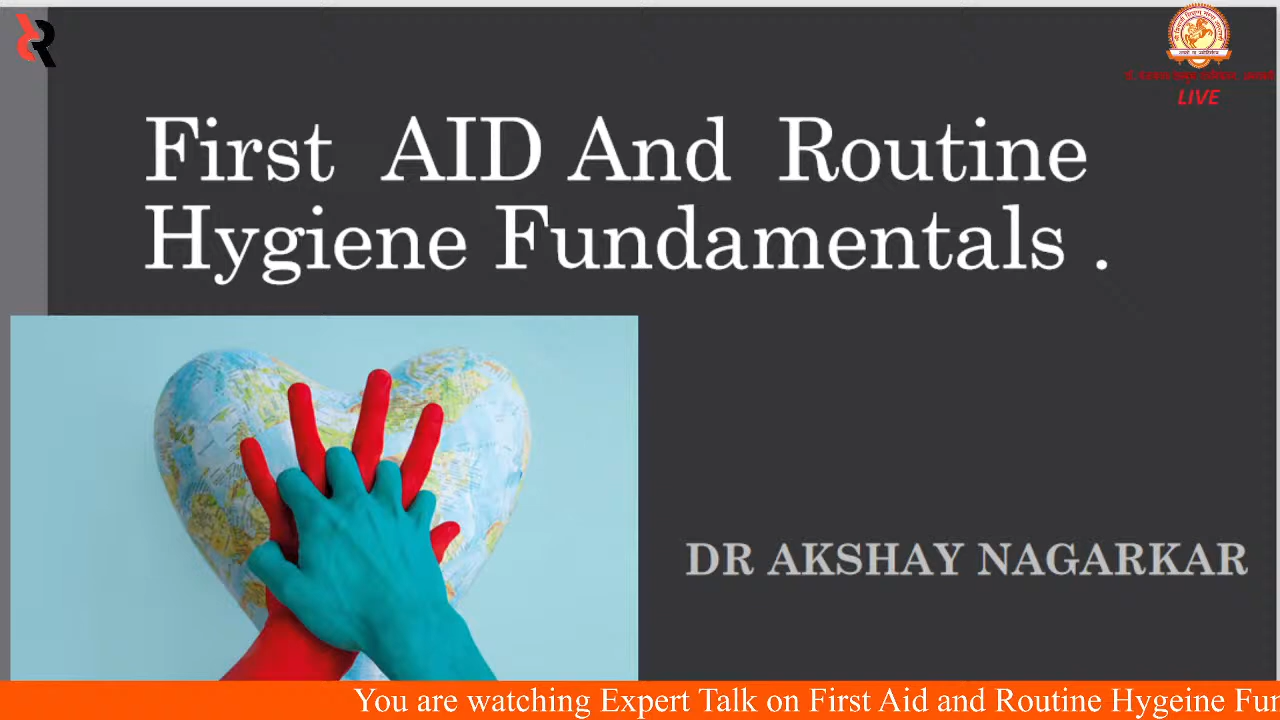 LIVE
First AID And Routine
Hygiene Fundamentals .
DR AKSHAY NAGARKAR
You are watching Expert Talk on First Aid and Routine Hygeine Fur